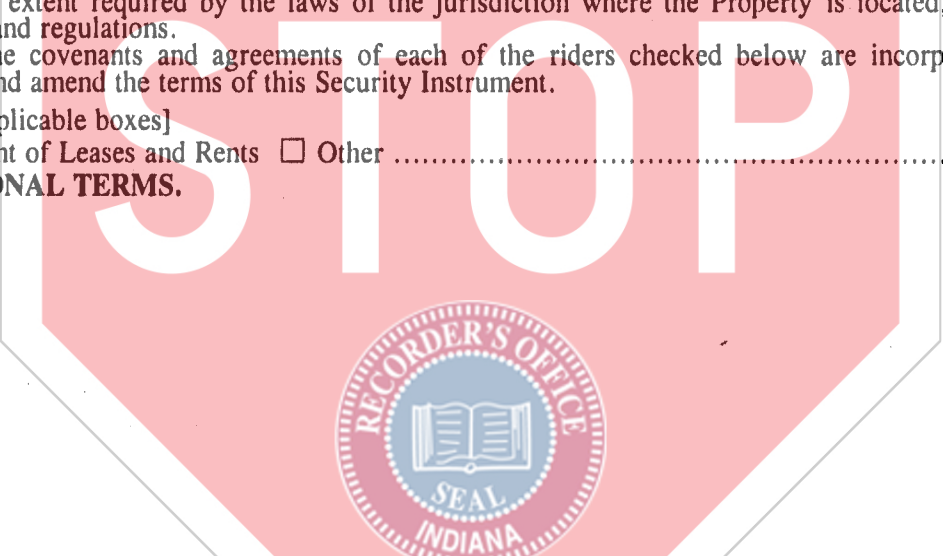 extent required by the laws of the jurisdiction where the Property is located,
and regulations.
e covenants and agreements of each of the riders checked below are incorp
nd amend the terms of this Security Instrument.
plicable boxes]
nt of Leases and Rents ☐ Other ........................................................................
ONAL TERMS.
STOP
RECORDER'S OFFICE
SEAL
INDIANA